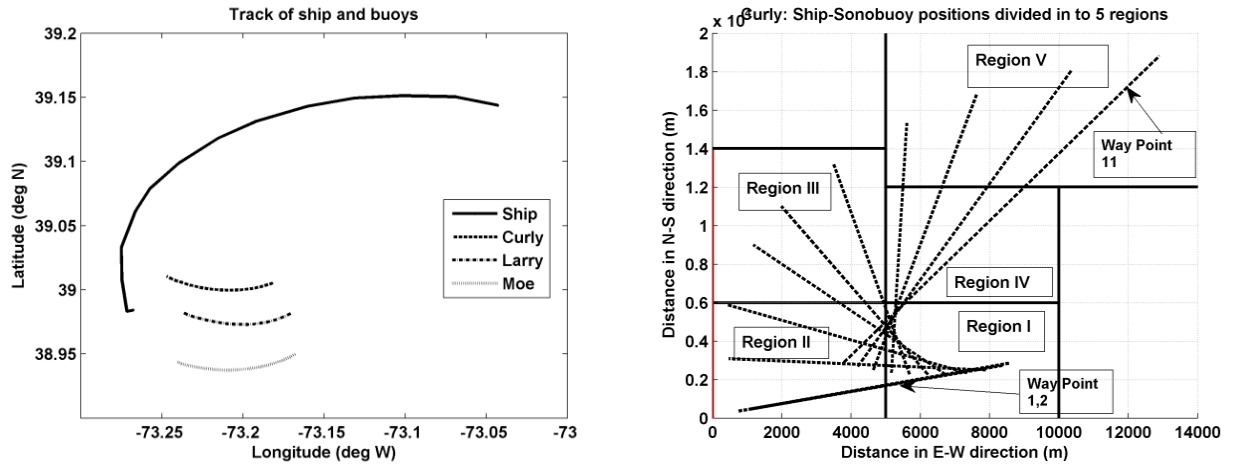 Track of ship and buoys
39.2
39.15
39.1
39.05
39
38.95
Latitude (deg N)
-73.25
-73.2
-73.15
-73.1
-73.05
-73
Longitude (deg W)
Ship
Curly
Larry
Moe
Curly: Ship-Sonobuoy positions divided in to 5 regions
2
1.8
1.6
1.4
1.2
1
0.8
0.6
0.4
0.2
0
Distance in N-S direction (m)
Region V
Way Point
11
Region III
Region IV
Region I
Region II
Way Point
1,2
0
2000
4000
6000
8000
10000
12000
14000
Distance in E-W direction (m)